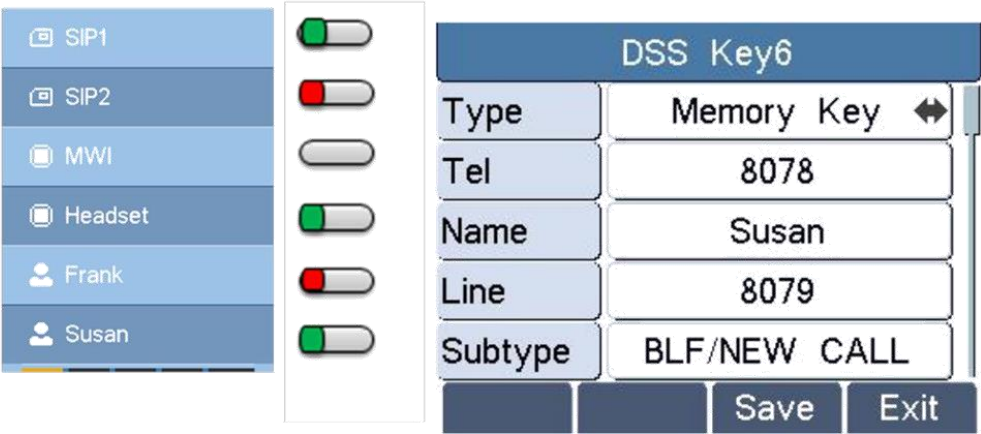 SIP1
SIP2
MWI
Headset
Frank
Susan
DSS Key6
Type Memory Key
Tel 8078
Name Susan
Line 8079
Subtype BLF/NEW CALL
Save Exit